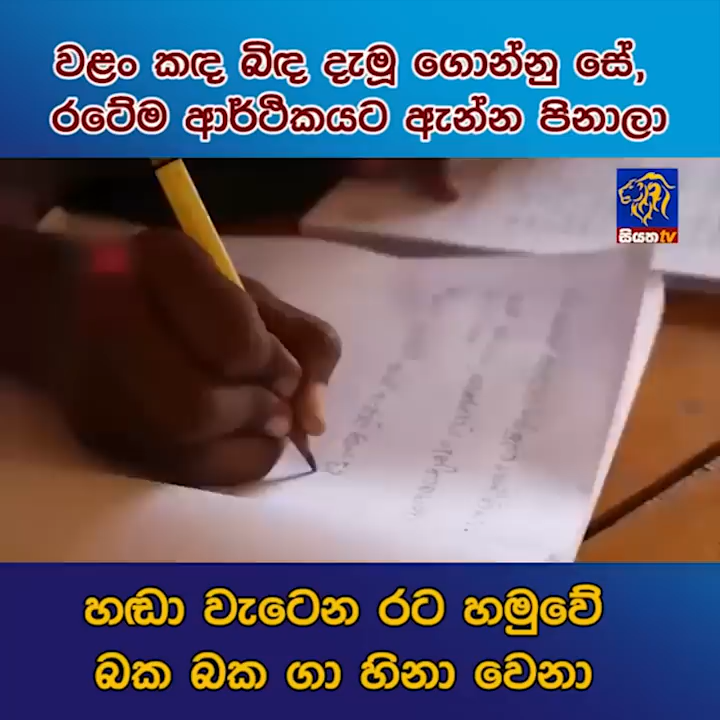 වළං කඳ බිඳ දැමූ ගොන්නු සේ,
රටේම ආර්ථිකයට ඇන්න පිනාලා
සියත tv
හඬා වැටෙන රට හමුවේ
බක බක ගා හිනා වෙනා